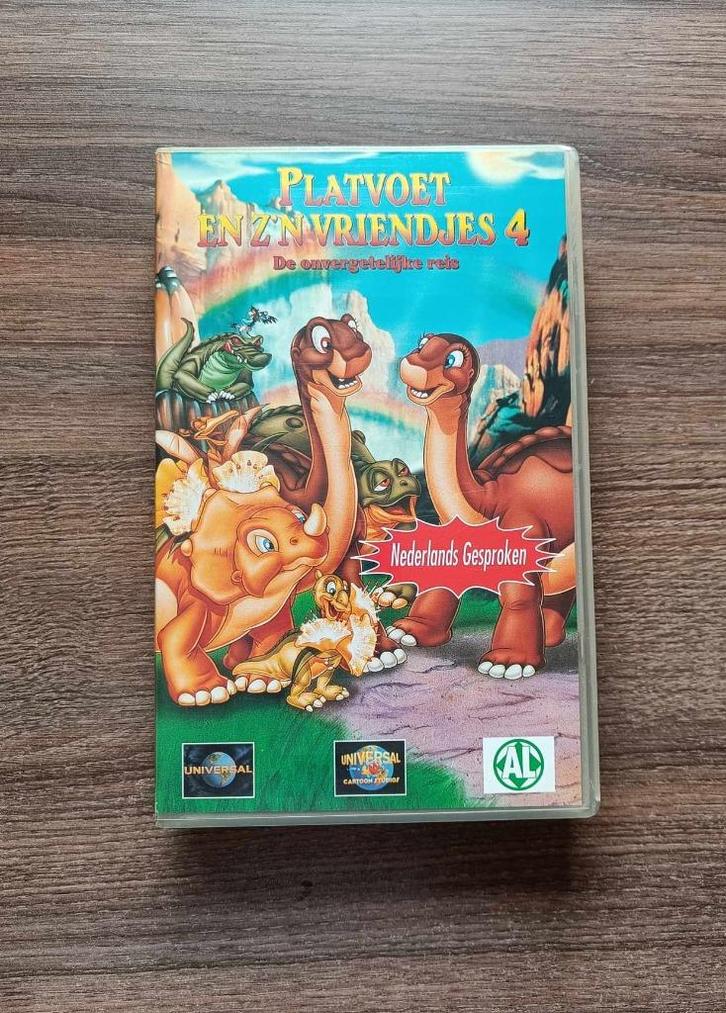 PLATVOET
EN Z'N VRIENDJES 4
De onvergetelijke reis
Nederlands Gesproken
UNIVERSAL
UNIVERSAL
CARTOON STUDIOS
AL